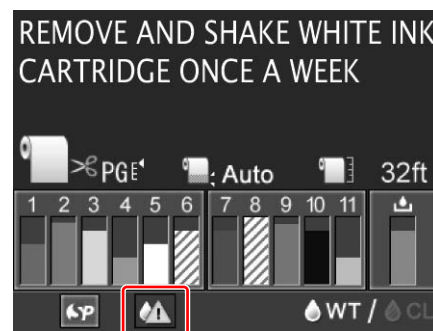 REMOVE AND SHAKE WHITE INK
CARTRIDGE ONCE A WEEK
PGE : Auto 32ft
1 2 3 4 5 6 7 8 9 10 11
WT / CL